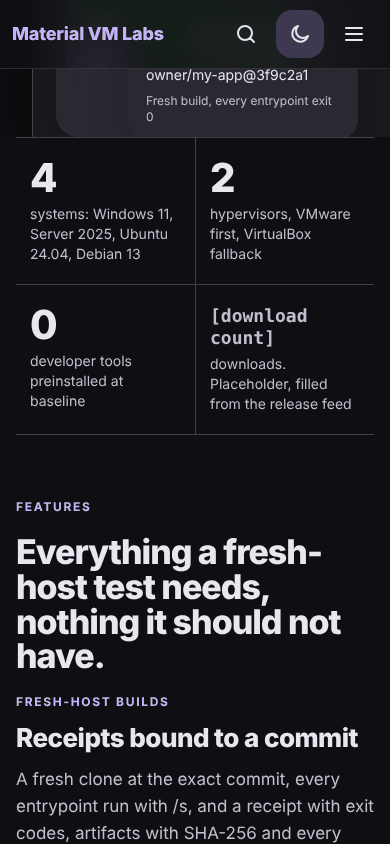 Material VM Labs
owner/my-app@3f9c2a1
Fresh build, every entrypoint exit
0
4
systems: Windows 11,
Server 2025, Ubuntu
24.04, Debian 13
2
hypervisors, VMware
first, VirtualBox
fallback
0
developer tools
preinstalled at
baseline
[download
count]
downloads.
Placeholder, filled
from the release feed
FEATURES
Everything a fresh-
host test needs,
nothing it should not
have.
FRESH-HOST BUILDS
Receipts bound to a commit
A fresh clone at the exact commit, every
entrypoint run with /s, and a receipt with exit
codes, artifacts with SHA-256 and every